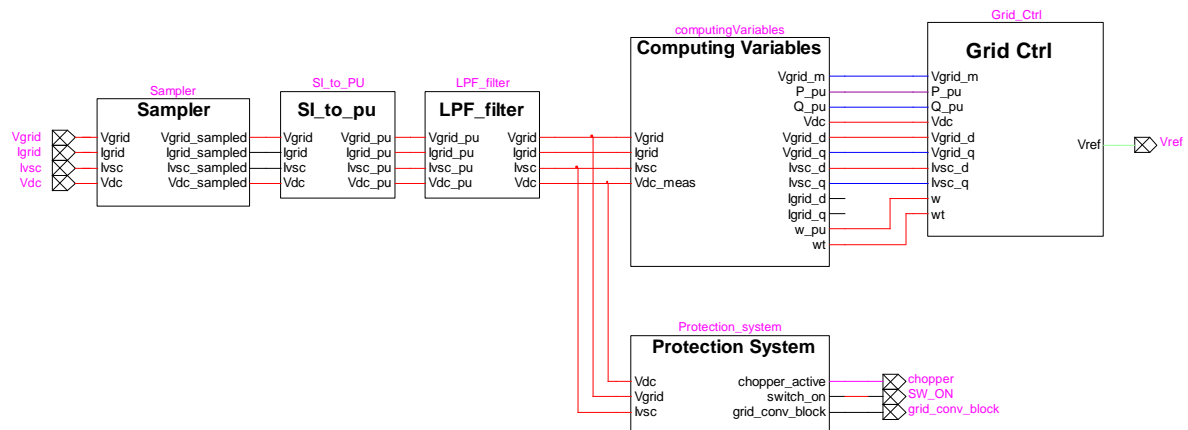 Sampler
Sampler
Vgrid
Igrid
Ivsc
Vdc
Vgrid Vgrid_sampled
Igrid Igrid_sampled
Ivsc Ivsc_sampled
Vdc Vdc_sampled
SI_to_PU
SI_to_pu
Vgrid Vgrid_pu
Igrid Igrid_pu
Ivsc Ivsc_pu
Vdc Vdc_pu
LPF_filter
LPF_filter
Vgrid_pu Vgrid
Igrid_pu Igrid
Ivsc_pu Ivsc
Vdc_pu Vdc
computingVariables
Computing Variables
Vgrid
Igrid
Ivsc
Vdc_meas
Vgrid_m
P_pu
Q_pu
Vdc
Vgrid_d
Vgrid_q
Ivsc_d
Ivsc_q
Igrid_d
Igrid_q
w_pu
wt
Grid_Ctrl
Grid Ctrl
Vgrid_m
P_pu
Q_pu
Vdc
Vgrid_d
Vgrid_q
Ivsc_d
Ivsc_q
w
wt
Vref
Vref
Protection_system
Protection System
Vdc
Vgrid
Ivsc
chopper_active
switch_on
grid_conv_block
chopper
SW_ON
grid_conv_block